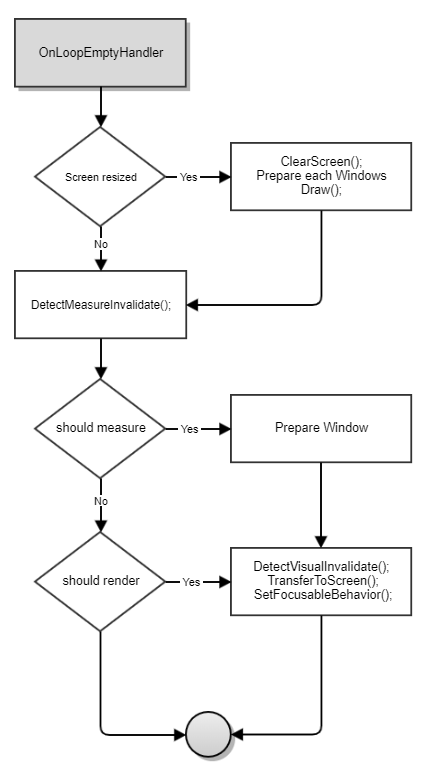 OnLoopEmptyHandler
Screen resized
Yes
ClearScreen();
Prepare each Windows
Draw();
No
DetectMeasureInvalidate();
should measure
Yes
Prepare Window
No
should render
Yes
DetectVisualInvalidate();
TransferToScreen();
SetFocusableBehavior();